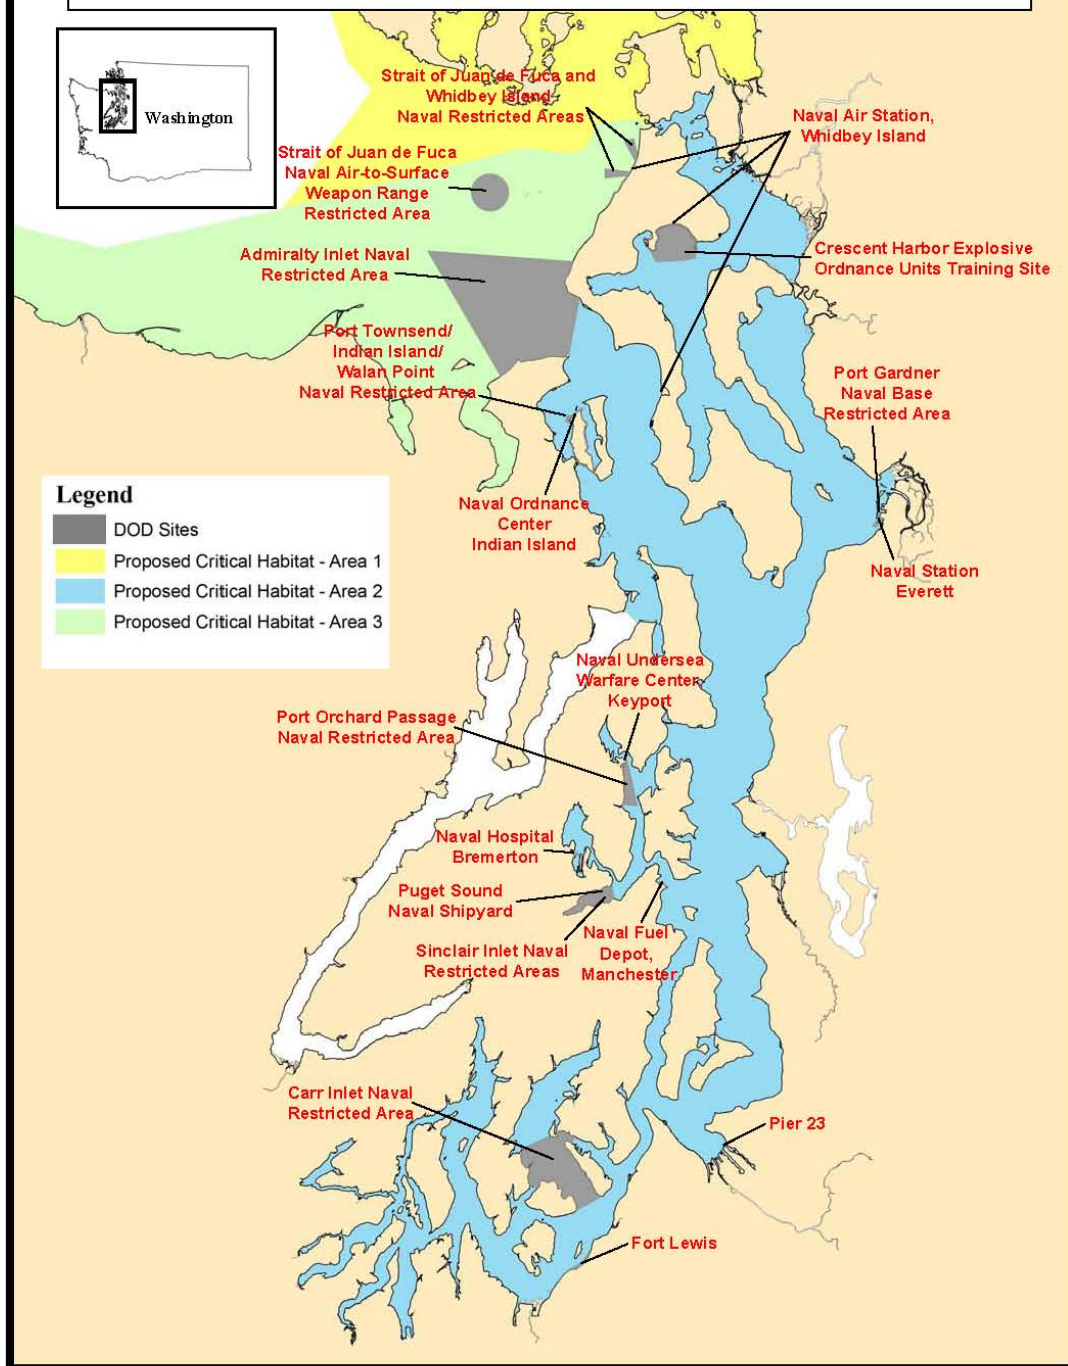 Washington
Strait of Juan de Fuca and
Whidbey Island
Naval Restricted Areas
Naval Air Station,
Whidbey Island
Strait of Juan de Fuca
Naval Air-to-Surface
Weapon Range
Restricted Area
Admiralty Inlet Naval
Restricted Area
Crescent Harbor Explosive
Ordnance Units Training Site
Port Townsend/
Indian Island/
Walan Point
Naval Restricted Area
Port Gardner
Naval Base
Restricted Area
Legend
DOD Sites
Proposed Critical Habitat - Area 1
Proposed Critical Habitat - Area 2
Proposed Critical Habitat - Area 3
Naval Ordnance
Center
Indian Island
Naval Station
Everett
Naval Undersea
Warfare Center,
Keyport
Port Orchard Passage
Naval Restricted Area
Naval Hospital
Bremerton
Puget Sound
Naval Shipyard
Sinclair Inlet Naval
Restricted Areas
Naval Fuel
Depot,
Manchester
Carr Inlet Naval
Restricted Area
Pier 23
Fort Lewis